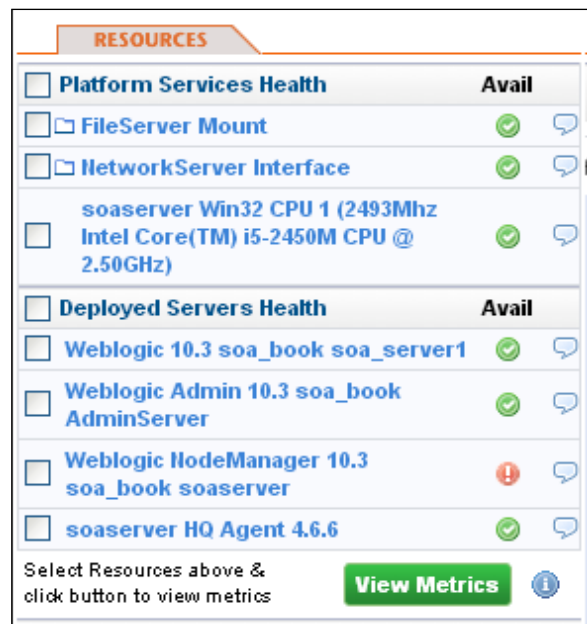 RESOURCES
Platform Services Health Avail
FileServer Mount
NetworkServer Interface
soaserver Win32 CPU 1 (2493Mhz
Intel Core(TM) i5-2450M CPU @
2.50GHz)
Deployed Servers Health Avail
Weblogic 10.3 soa_book soa_server1
Weblogic Admin 10.3 soa_book
AdminServer
Weblogic NodeManager 10.3
soa_book soaserver
soaserver HQ Agent 4.6.6
Select Resources above &
click button to view metrics
View Metrics